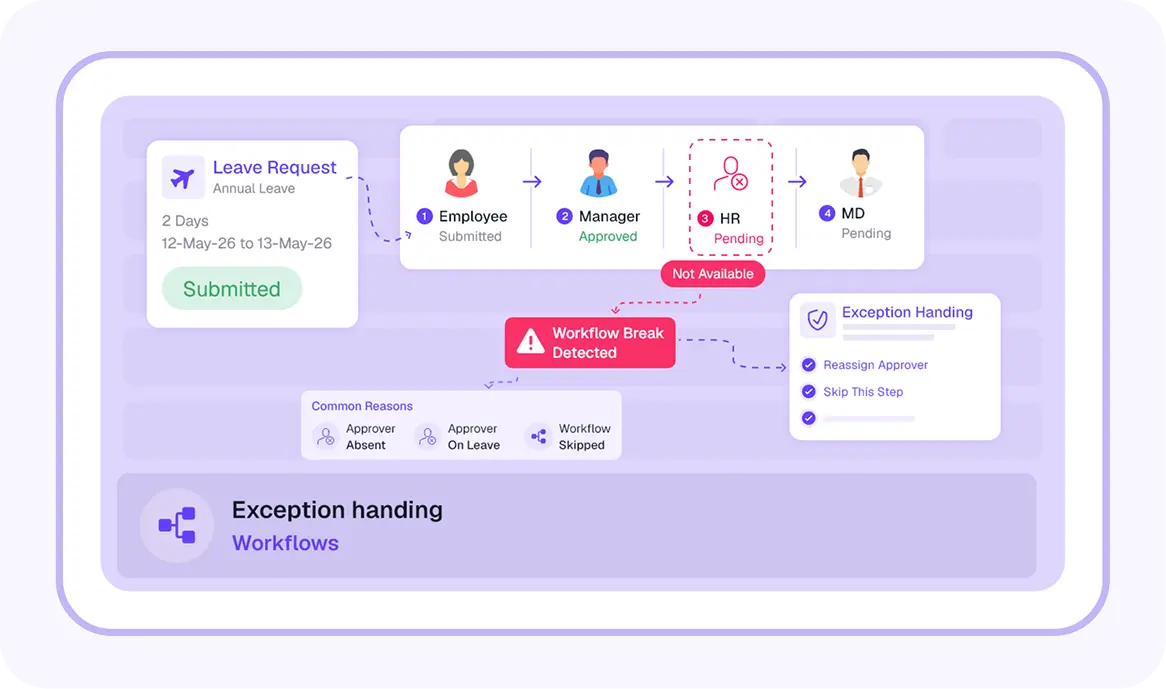 Leave Request
Annual Leave
2 Days
12-May-26 to 13-May-26
Submitted
1 Employee
Submitted
2 Manager
Approved
3 HR
Pending
4 MD
Pending
Not Available
Workflow Break
Detected
Exception Handing
Reassign Approver
Skip This Step
Common Reasons
Approver
Absent
Approver
On Leave
Workflow
Skipped
Exception handing
Workflows